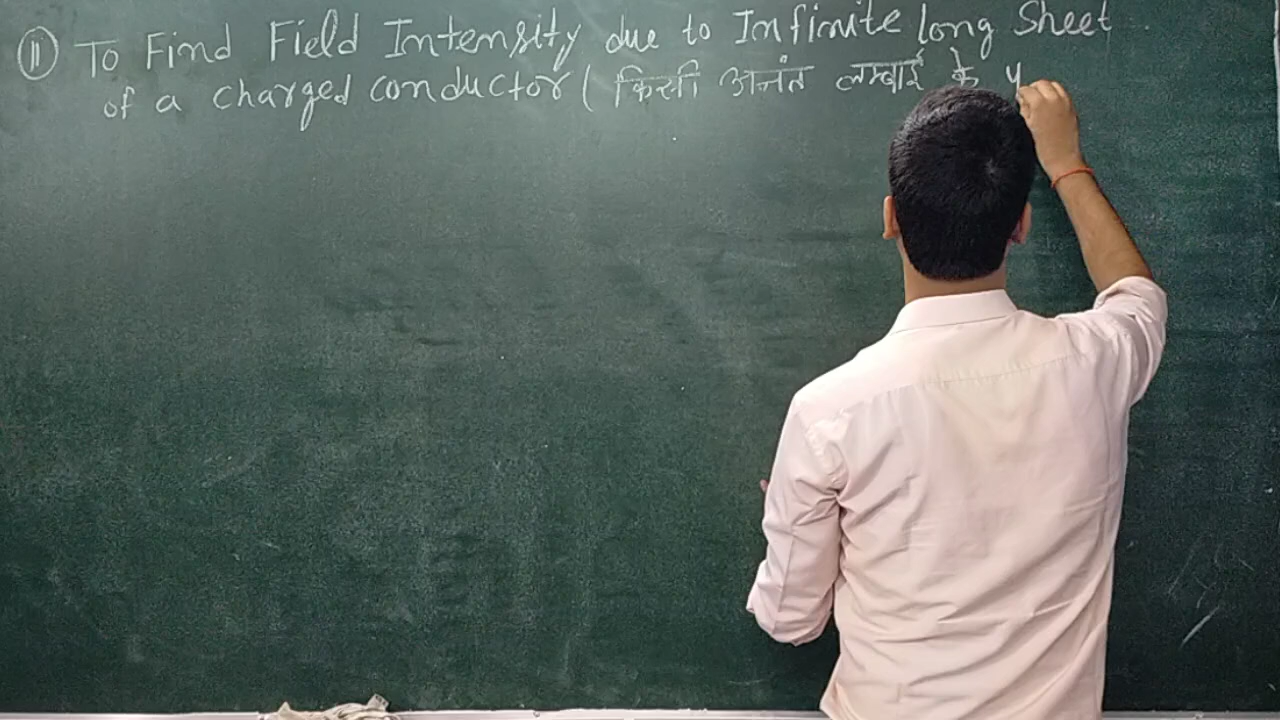 ⑪ To Find Field Intensity due to Infinite long Sheet
of a charged conductor ( किसी अनंत लम्बाई के